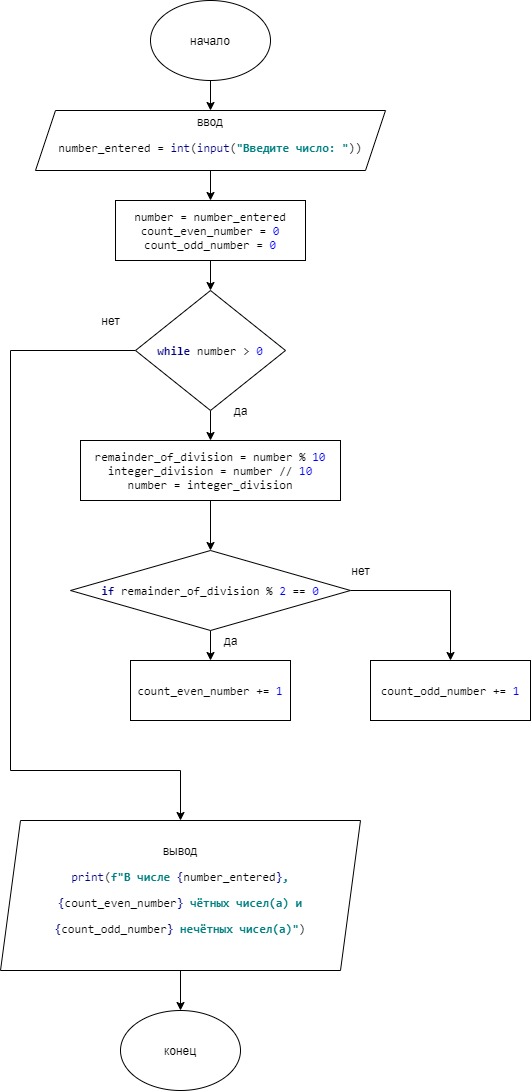 начало
ввод
number_entered = int(input("Введите число: "))
number = number_entered
count_even_number = 0
count_odd_number = 0
нет
while number > 0
да
remainder_of_division = number % 10
integer_division = number // 10
number = integer_division
нет
if remainder_of_division % 2 == 0
да
count_even_number += 1
count_odd_number += 1
вывод
print(f"В числе {number_entered},
{count_even_number} чётных чисел(а) и
{count_odd_number} нечётных чисел(а)")
конец